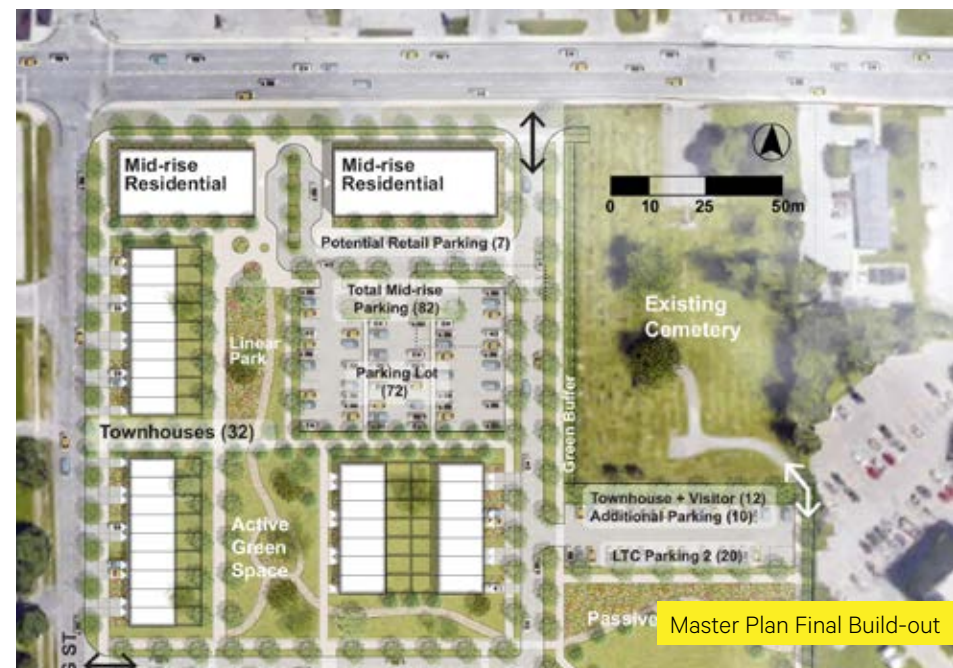 Mid-rise
Residential
Mid-rise
Residential
0 10 25 50m
Potential Retail Parking (7)
Total Mid-rise
Parking (82)
Existing
Cemetery
Linear
Park
Parking Lot
(72)
Townhouses (32)
Green Buffer
Townhouse + Visitor (12)
Additional Parking (10)
Active
Green
Space
LTC Parking 2 (20)
Passive
Master Plan Final Build-out
ST